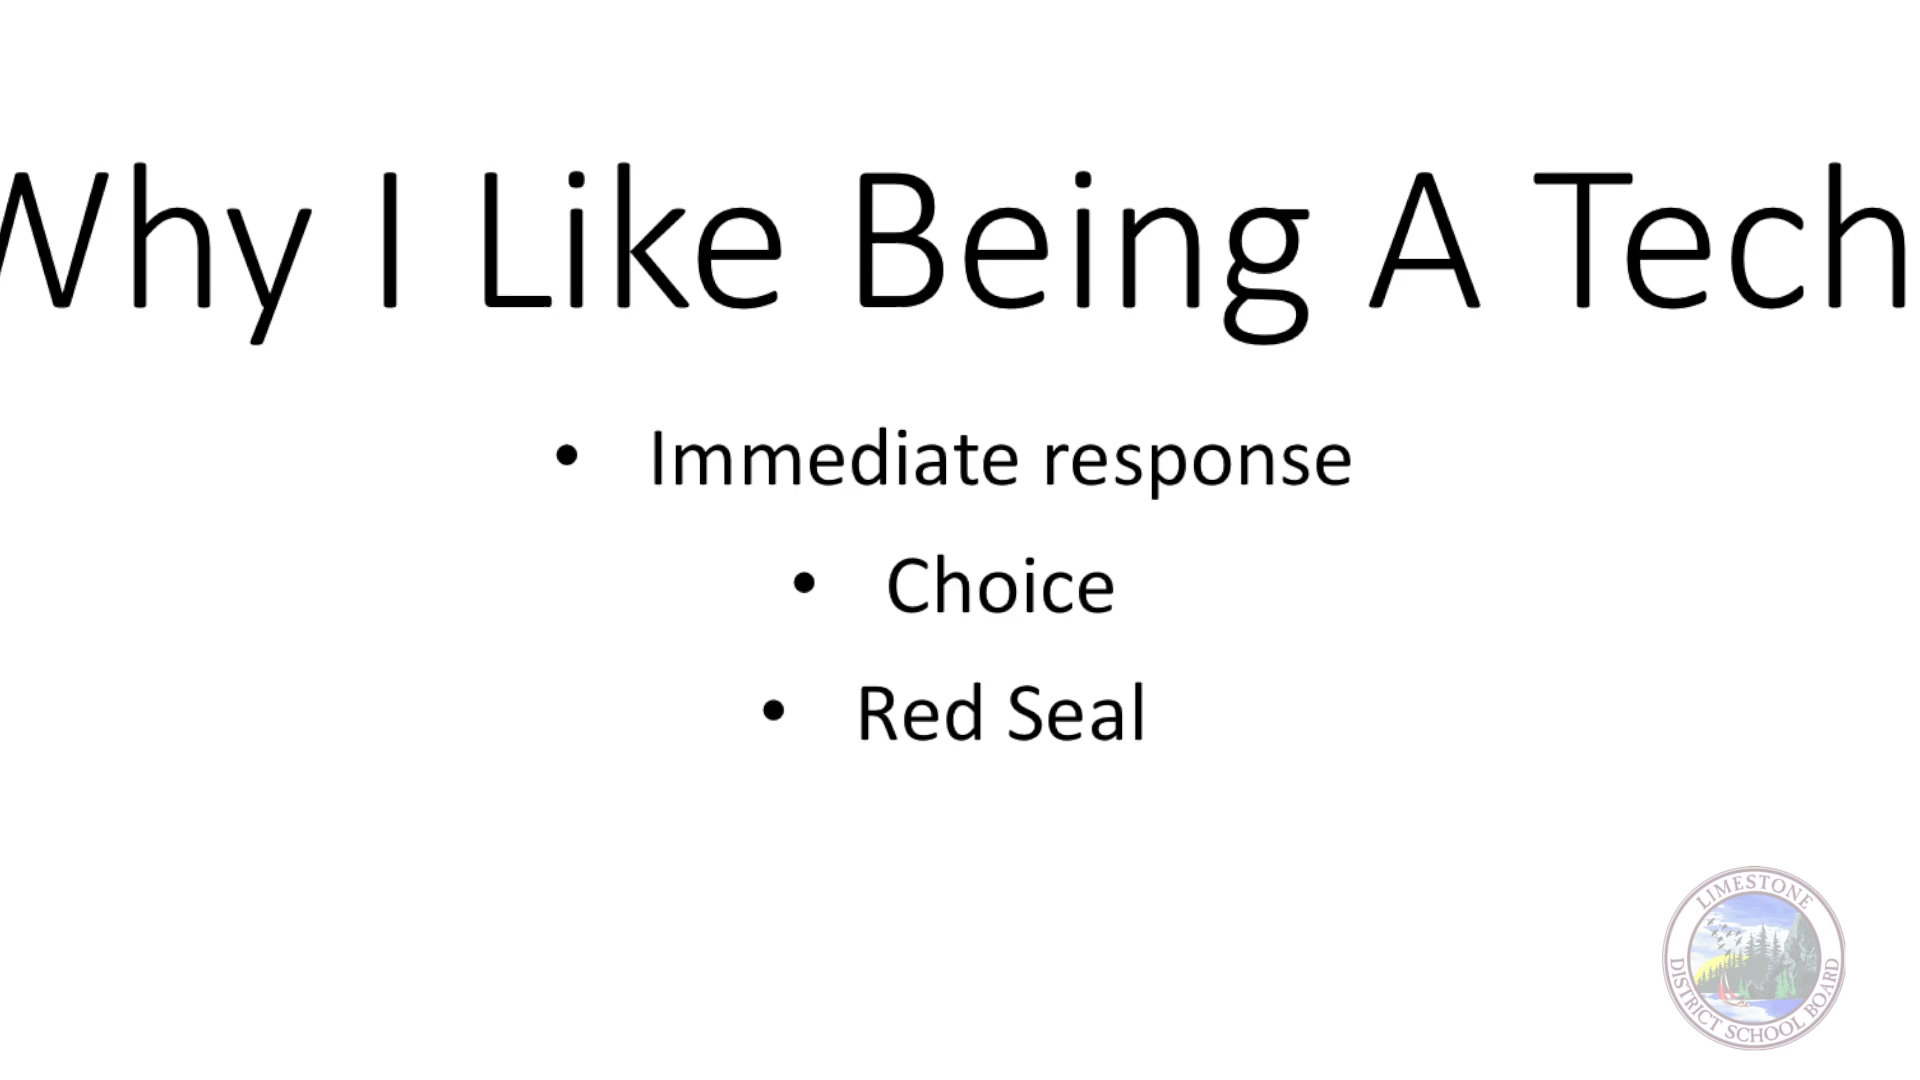 Why I Like Being A Tech
• Immediate response
• Choice
• Red Seal
LIMESTONE
DISTRICT SCHOOL BOARD